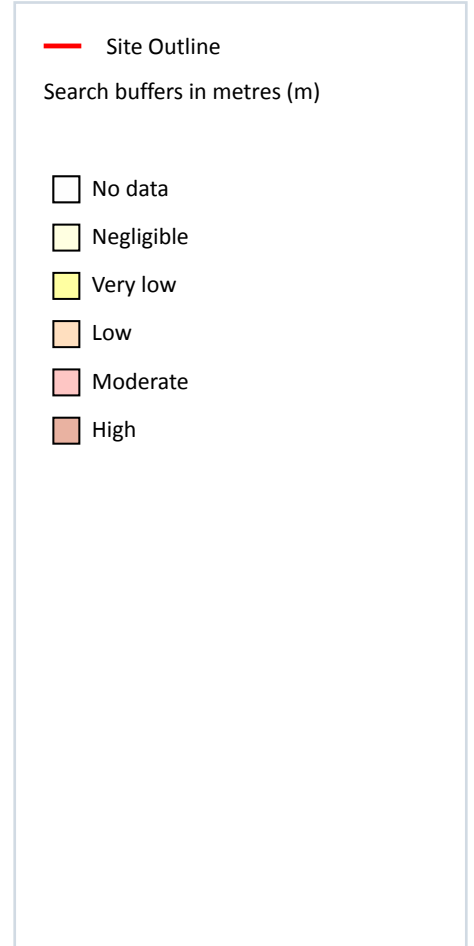 Site Outline
Search buffers in metres (m)
No data
Negligible
Very low
Low
Moderate
High